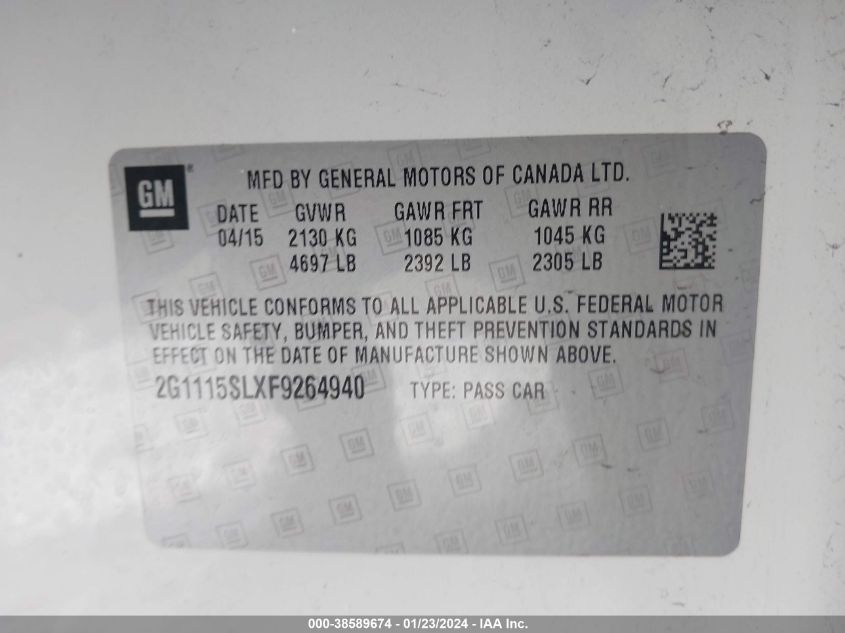 GM ®
MFD BY GENERAL MOTORS OF CANADA LTD.
DATE GVWR GAWR FRT GAWR RR
04/15 2130 KG 1085 KG 1045 KG
4697 LB 2392 LB 2305 LB
THIS VEHICLE CONFORMS TO ALL APPLICABLE U.S. FEDERAL MOTOR
VEHICLE SAFETY, BUMPER, AND THEFT PREVENTION STANDARDS IN
EFFECT ON THE DATE OF MANUFACTURE SHOWN ABOVE.
2G1115SLXF9264940 TYPE: PASS CAR
000-38589674 - 01/23/2024 - IAA Inc.